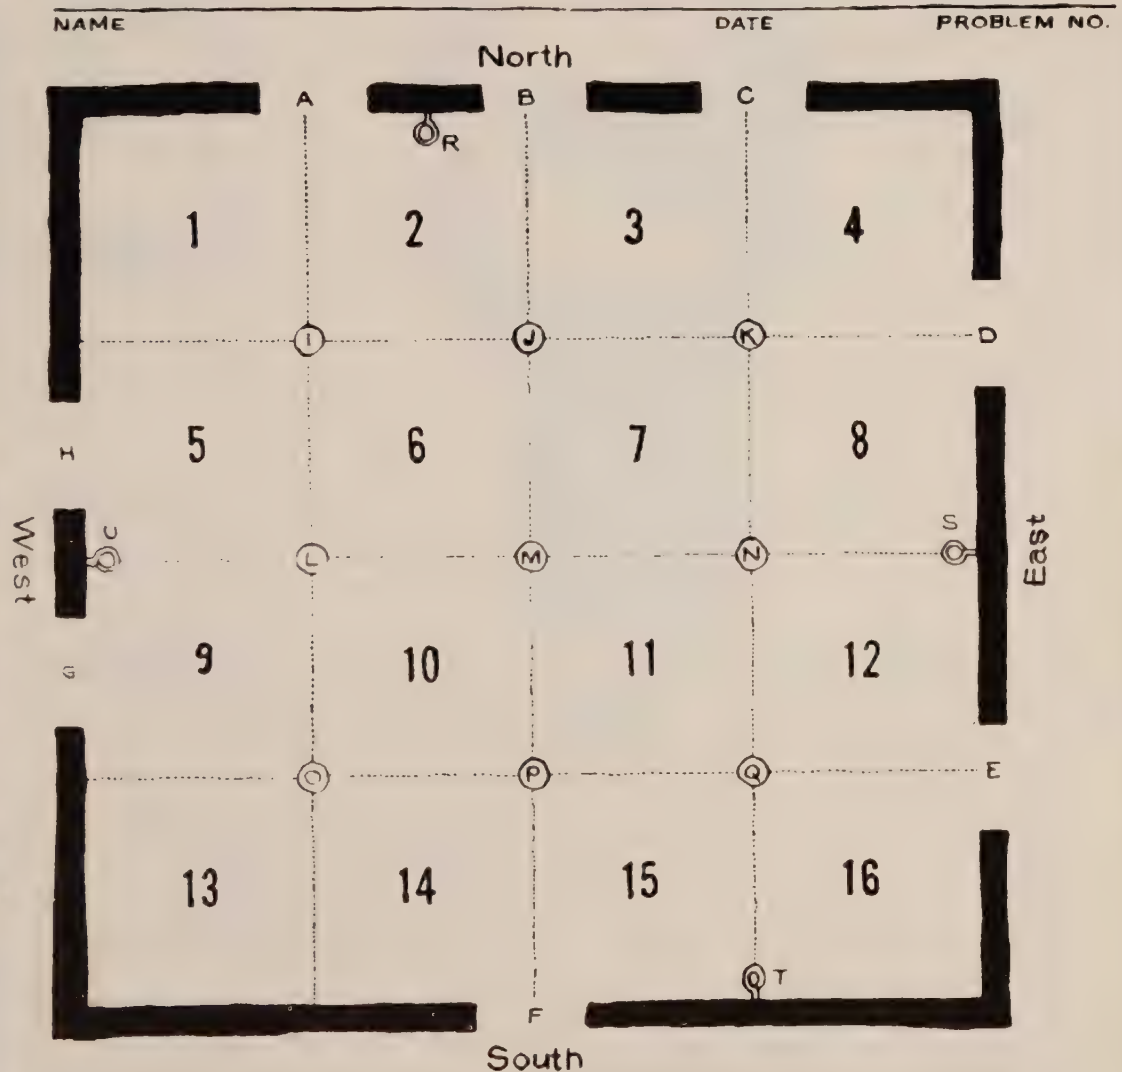 NAME DATE PROBLEM NO.
North
A B C
R
1 2 3 4
I J K D
H 5 6 7 8
West U L M N S East
G 9 10 11 12
O P Q E
13 14 15 16
T
F
South